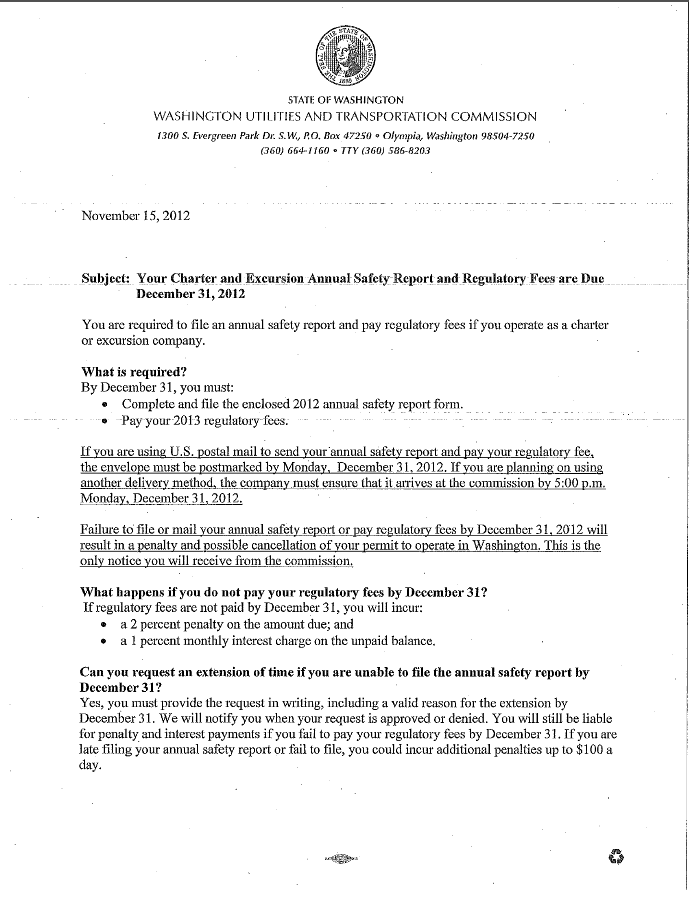 THE SEAL OF THE STATE OF WASHINGTON
1889
STATE OF WASHINGTON
WASHINGTON UTILITIES AND TRANSPORTATION COMMISSION
1300 S. Evergreen Park Dr. S.W., P.O. Box 47250 • Olympia, Washington 98504-7250
(360) 664-1160 • TTY (360) 586-8203
November 15, 2012
Subject: Your Charter and Excursion Annual Safety Report and Regulatory Fees are Due
December 31, 2012
You are required to file an annual safety report and pay regulatory fees if you operate as a charter
or excursion company.
What is required?
By December 31, you must:
• Complete and file the enclosed 2012 annual safety report form.
• Pay your 2013 regulatory fees.
If you are using U.S. postal mail to send your annual safety report and pay your regulatory fee,
the envelope must be postmarked by Monday, December 31, 2012. If you are planning on using
another delivery method, the company must ensure that it arrives at the commission by 5:00 p.m.
Monday, December 31, 2012.
Failure to file or mail your annual safety report or pay regulatory fees by December 31, 2012 will
result in a penalty and possible cancellation of your permit to operate in Washington. This is the
only notice you will receive from the commission.
What happens if you do not pay your regulatory fees by December 31?
If regulatory fees are not paid by December 31, you will incur:
• a 2 percent penalty on the amount due; and
• a 1 percent monthly interest charge on the unpaid balance.
Can you request an extension of time if you are unable to file the annual safety report by
December 31?
Yes, you must provide the request in writing, including a valid reason for the extension by
December 31. We will notify you when your request is approved or denied. You will still be liable
for penalty and interest payments if you fail to pay your regulatory fees by December 31. If you are
late filing your annual safety report or fail to file, you could incur additional penalties up to $100 a
day.